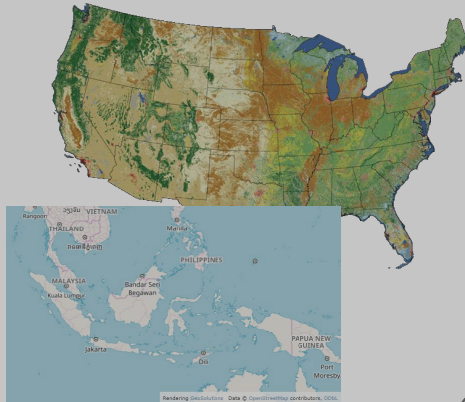 VIETNAM
Rangoon
THAILAND
Manila
PHILIPPINES
MALAYSIA
Kuala Lumpur
Bandar Seri
Begawan
Jakarta
Dili
PAPUA NEW
GUINEA
Port
Moresby
Rendering GeoSolutions Data © OpenStreetMap contributors, ODbL